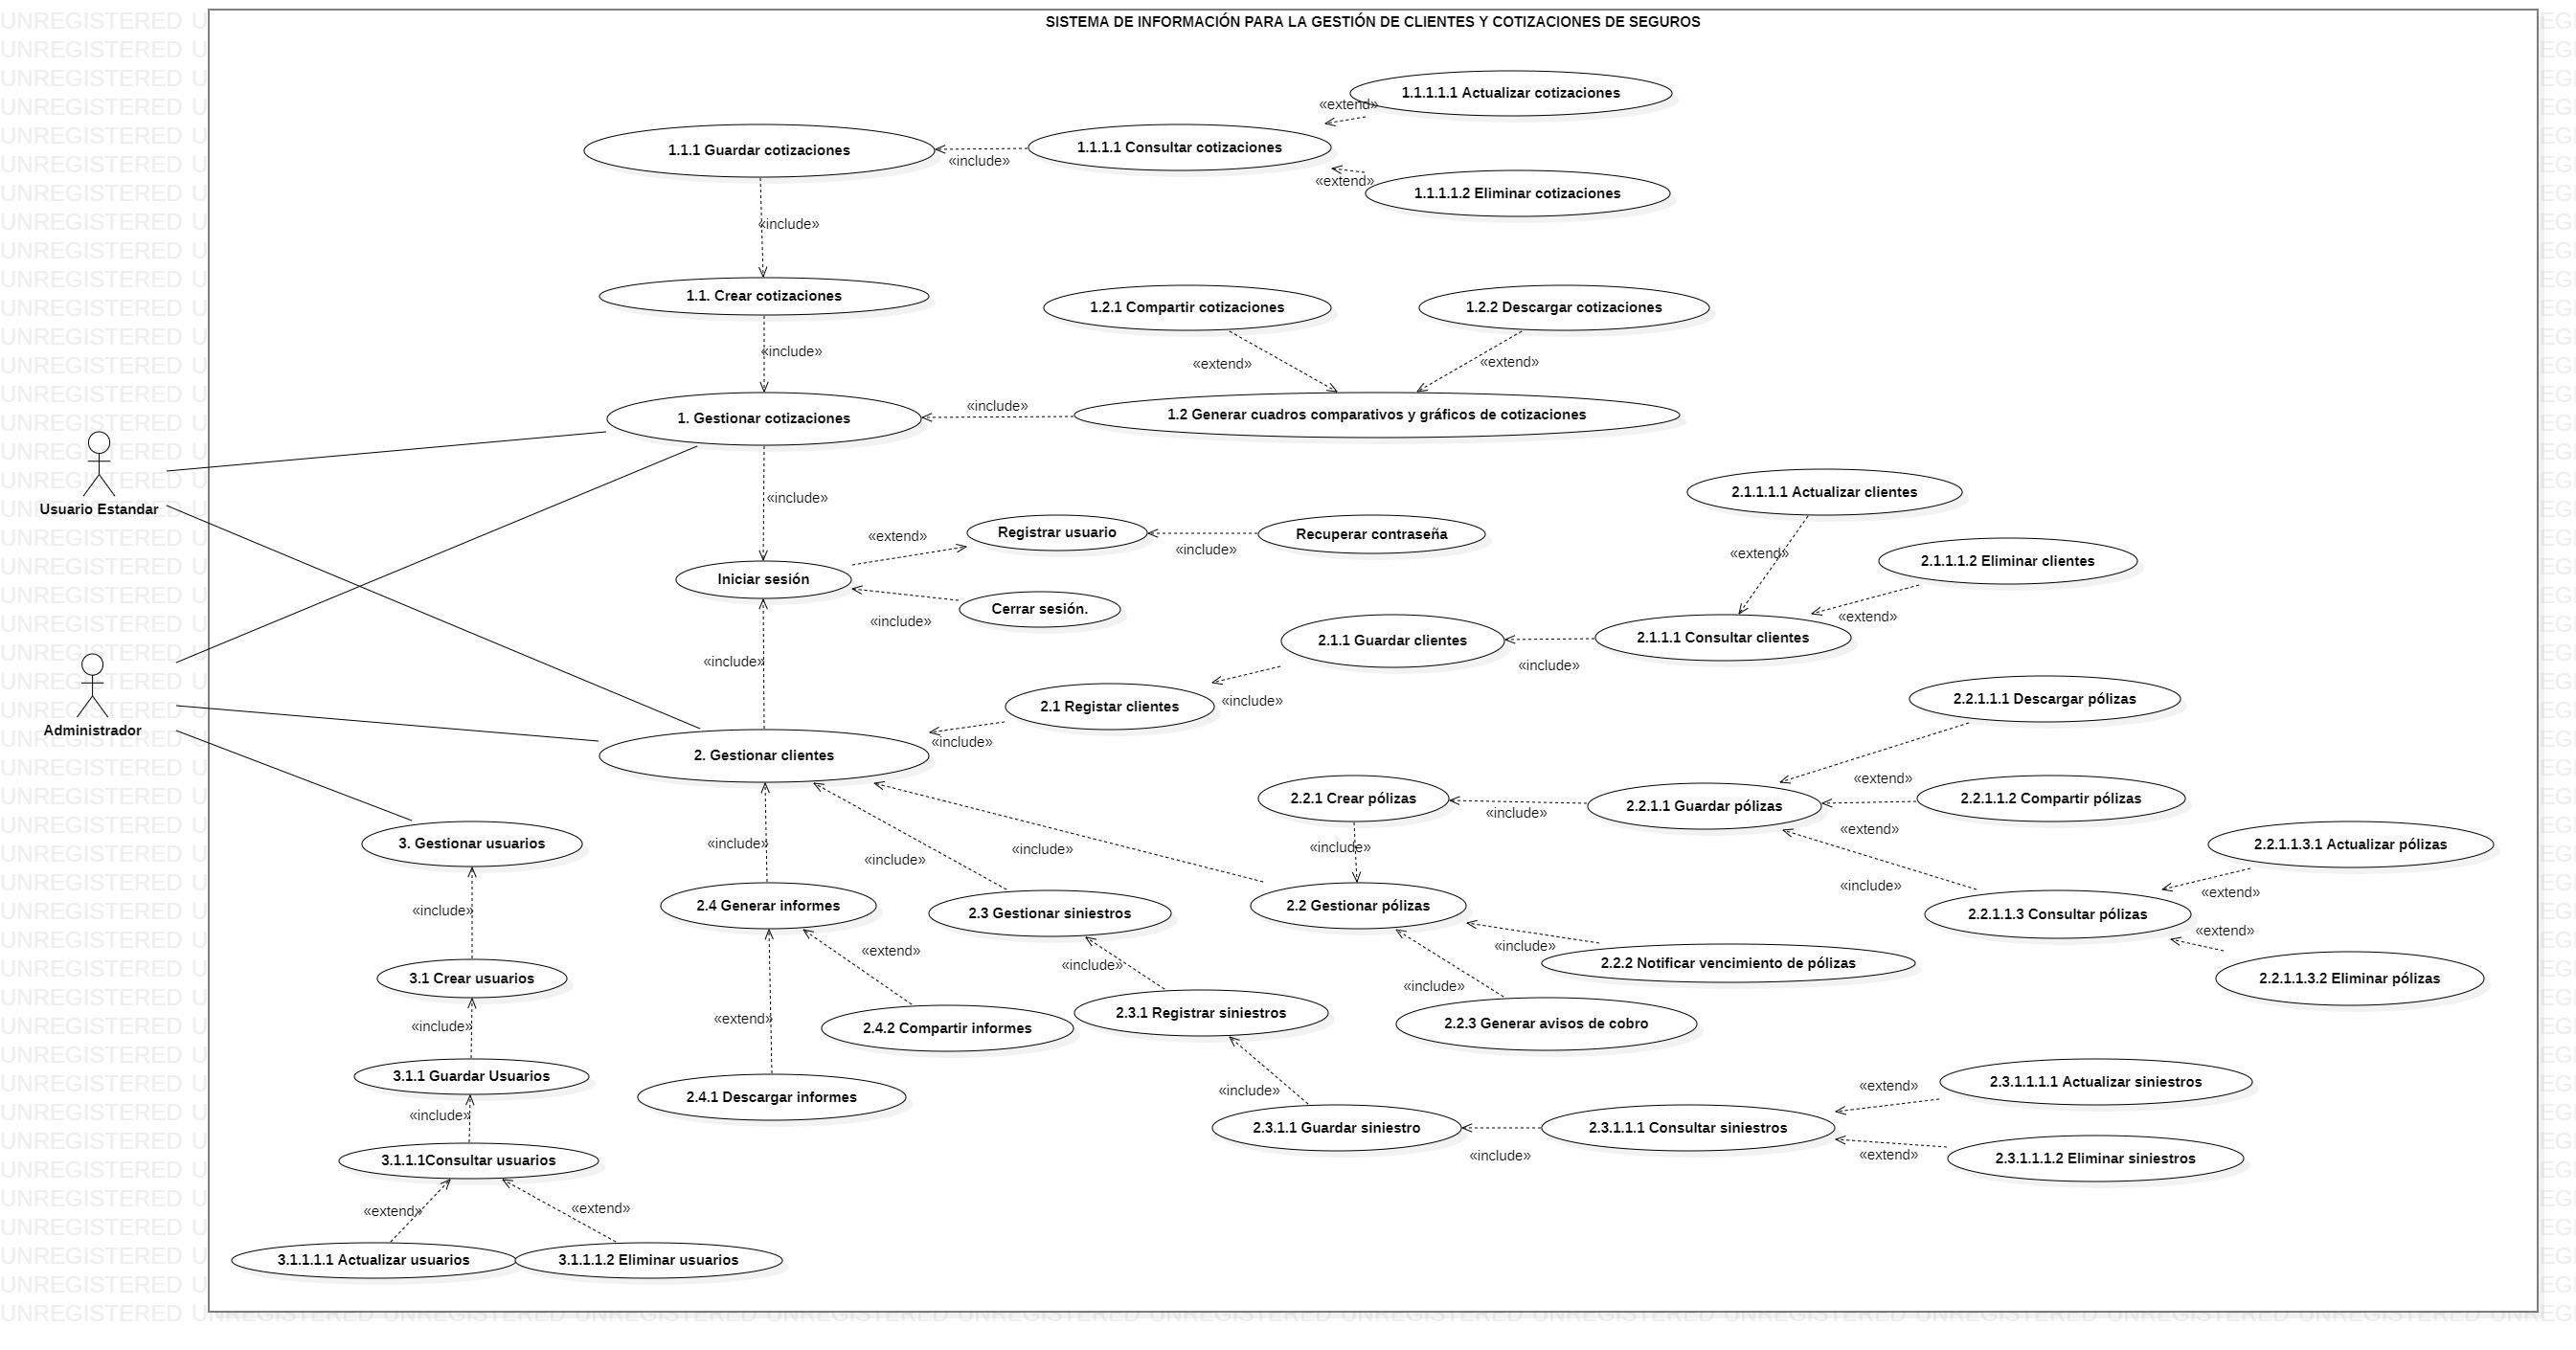 SISTEMA DE INFORMACIÓN PARA LA GESTIÓN DE CLIENTES Y COTIZACIONES DE SEGUROS
1.1.1.1.1 Actualizar cotizaciones
«extend»
1.1.1 Guardar cotizaciones
«include»
1.1.1.1 Consultar cotizaciones
«extend»
1.1.1.1.2 Eliminar cotizaciones
«include»
1.1. Crear cotizaciones
1.2.1 Compartir cotizaciones
1.2.2 Descargar cotizaciones
«include»
«extend»
«extend»
1. Gestionar cotizaciones
«include»
1.2 Generar cuadros comparativos y gráficos de cotizaciones
Usuario Estandar
«include»
2.1.1.1.1 Actualizar clientes
«extend»
Registrar usuario
«include»
Recuperar contraseña
«extend»
2.1.1.1.2 Eliminar clientes
Iniciar sesión
Cerrar sesión.
«include»
«extend»
2.1.1 Guardar clientes
2.1.1.1 Consultar clientes
«include»
«include»
2.1 Registar clientes
«include»
2.2.1.1.1 Descargar pólizas
Administrador
«include»
2. Gestionar clientes
«extend»
2.2.1 Crear pólizas
«include»
2.2.1.1 Guardar pólizas
2.2.1.1.2 Compartir pólizas
«extend»
3. Gestionar usuarios
«include»
«include»
«include»
«include»
2.2.1.1.3.1 Actualizar pólizas
«include»
«extend»
«include»
2.4 Generar informes
2.3 Gestionar siniestros
2.2 Gestionar pólizas
2.2.1.1.3 Consultar pólizas
«extend»
«extend»
«include»
«include»
2.2.2 Notificar vencimiento de pólizas
3.1 Crear usuarios
2.2.1.1.3.2 Eliminar pólizas
«include»
«include»
«extend»
2.4.2 Compartir informes
2.3.1 Registrar siniestros
2.2.3 Generar avisos de cobro
3.1.1 Guardar Usuarios
«include»
2.4.1 Descargar informes
«include»
«extend»
2.3.1.1.1.1 Actualizar siniestros
2.3.1.1 Guardar siniestro
«include»
2.3.1.1.1 Consultar siniestros
«extend»
2.3.1.1.1.2 Eliminar siniestros
3.1.1.1Consultar usuarios
«extend»
«extend»
3.1.1.1.1 Actualizar usuarios
3.1.1.1.2 Eliminar usuarios
UNREGISTERED